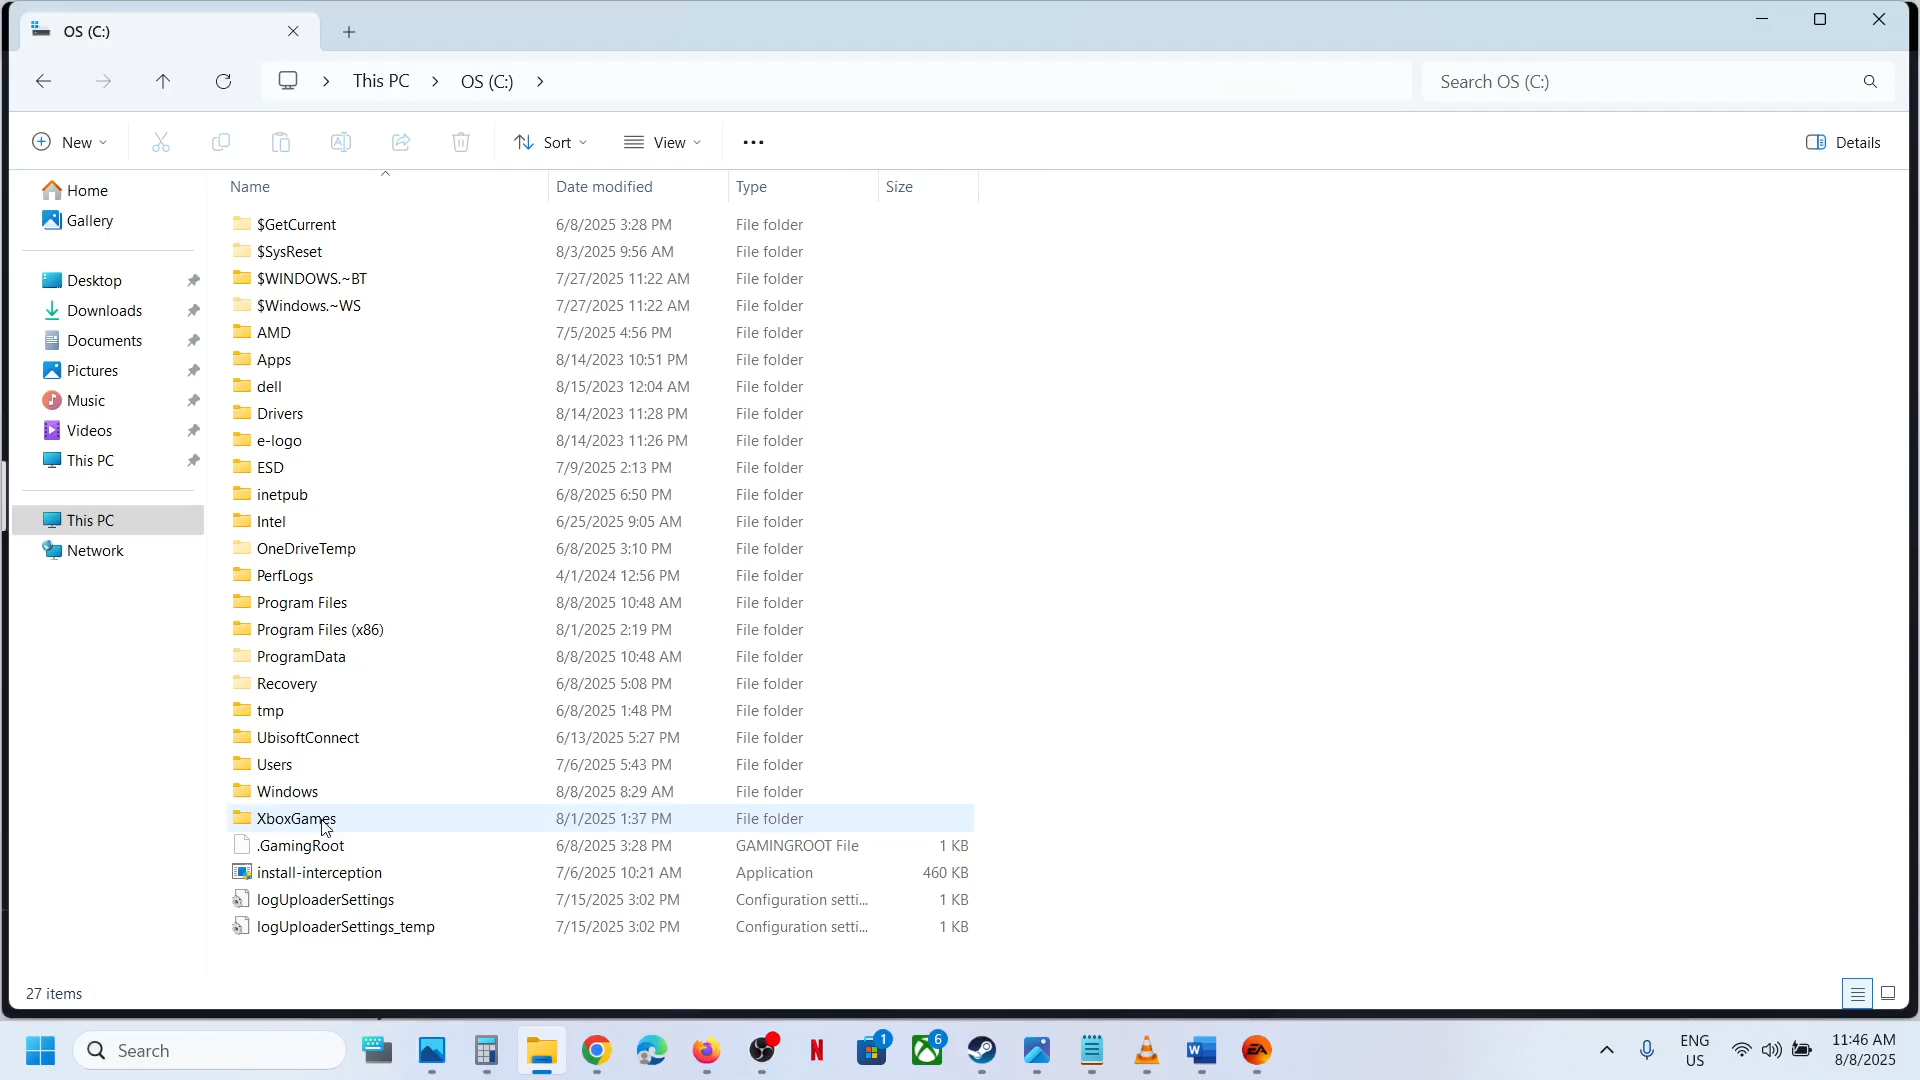 OS (C:)
This PC
OS (C:)
Search OS (C:)
New
Sort
View
Details
Home
Gallery
Desktop
Downloads
Documents
Pictures
Music
Videos
This PC
This PC
Network
Name Date modified Type Size
$GetCurrent 6/8/2025 3:28 PM File folder
$SysReset 8/3/2025 9:56 AM File folder
$WINDOWS.~BT 7/27/2025 11:22 AM File folder
$Windows.~WS 7/27/2025 11:22 AM File folder
AMD 7/5/2025 4:56 PM File folder
Apps 8/14/2023 10:51 PM File folder
dell 8/15/2023 12:04 AM File folder
Drivers 8/14/2023 11:28 PM File folder
e-logo 8/14/2023 11:26 PM File folder
ESD 7/9/2025 2:13 PM File folder
inetpub 6/8/2025 6:50 PM File folder
Intel 6/25/2025 9:05 AM File folder
OneDriveTemp 6/8/2025 3:10 PM File folder
PerfLogs 4/1/2024 12:56 PM File folder
Program Files 8/8/2025 10:48 AM File folder
Program Files (x86) 8/1/2025 2:19 PM File folder
ProgramData 8/8/2025 10:48 AM File folder
Recovery 6/8/2025 5:08 PM File folder
tmp 6/8/2025 1:48 PM File folder
UbisoftConnect 6/13/2025 5:27 PM File folder
Users 7/6/2025 5:43 PM File folder
Windows 8/8/2025 8:29 AM File folder
XboxGames 8/1/2025 1:37 PM File folder
.GamingRoot 6/8/2025 3:28 PM GAMINGROOT File 1 KB
install-interception 7/6/2025 10:21 AM Application 460 KB
logUploaderSettings 7/15/2025 3:02 PM Configuration setti... 1 KB
logUploaderSettings_temp 7/15/2025 3:02 PM Configuration setti... 1 KB
27 items
Search
N
1
6
W
EA
ENG
US
11:46 AM
8/8/2025